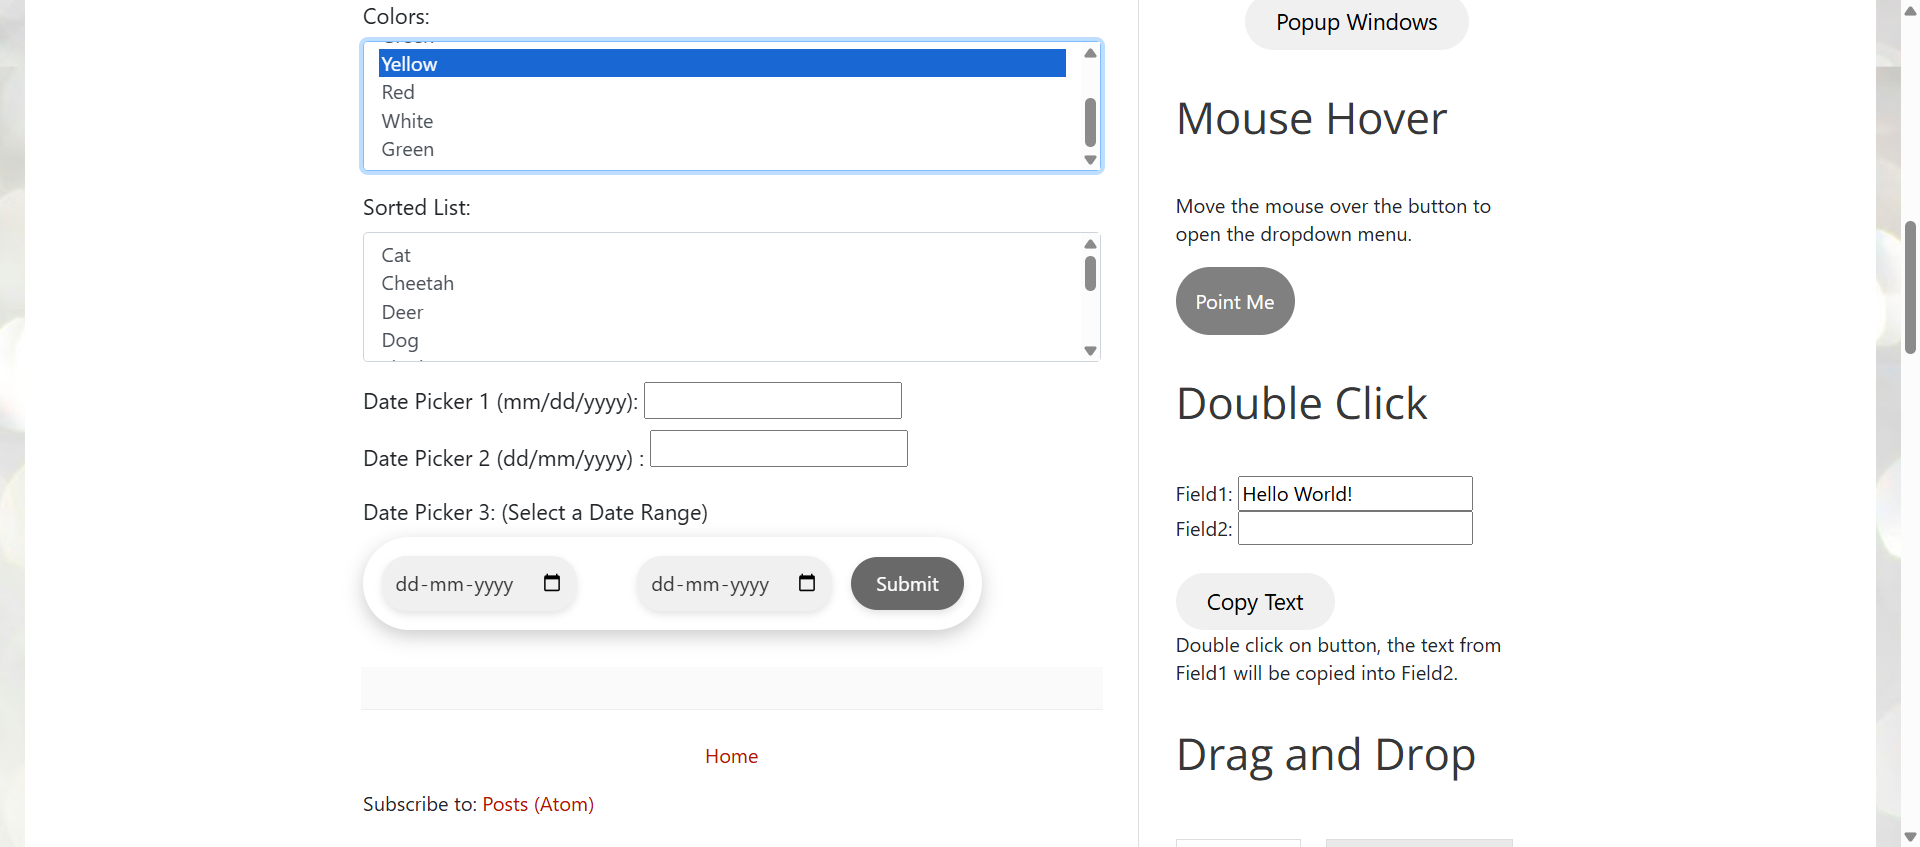 Colors:
Yellow
Red
White
Green
Sorted List:
Cat
Cheetah
Deer
Dog
Date Picker 1 (mm/dd/yyyy):
Date Picker 2 (dd/mm/yyyy) :
Date Picker 3: (Select a Date Range)
dd-mm-yyyy
dd-mm-yyyy
Submit
Home
Subscribe to: Posts (Atom)
Popup Windows
Mouse Hover
Move the mouse over the button to
open the dropdown menu.
Point Me
Double Click
Field1: Hello World!
Field2:
Copy Text
Double click on button, the text from
Field1 will be copied into Field2.
Drag and Drop